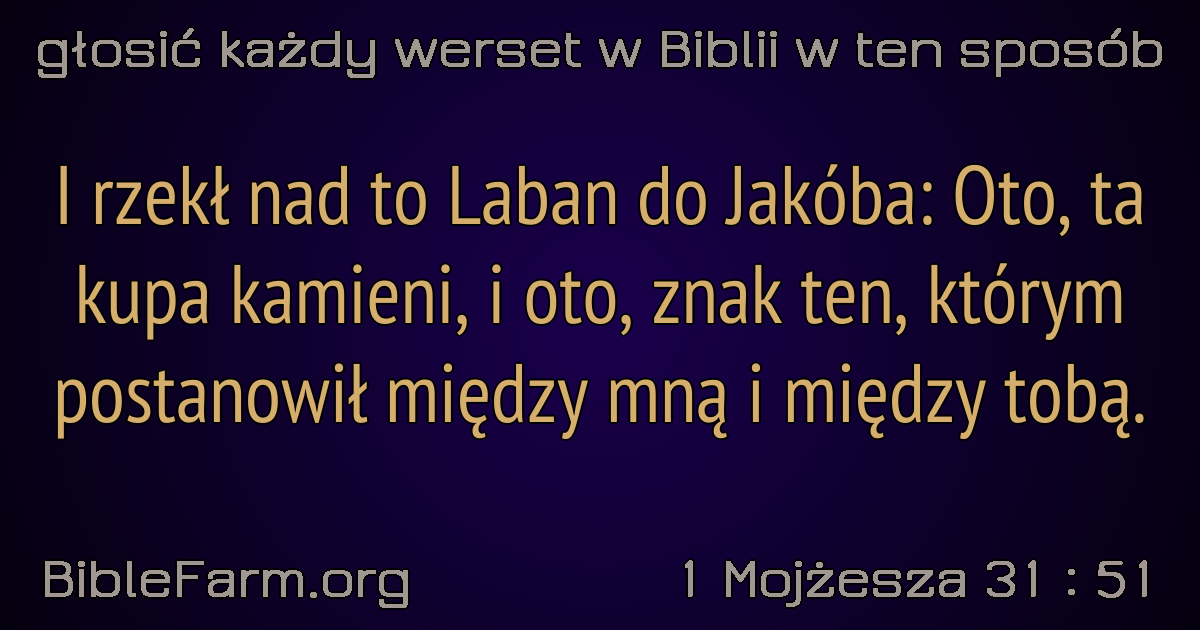 głosić każdy werset w Biblii w ten sposób
I rzekł nad to Laban do Jakóba: Oto, ta
kupa kamieni, i oto, znak ten, którym
postanowił między mną i między tobą.
BibleFarm.org
1 Mojżesza 31 : 51